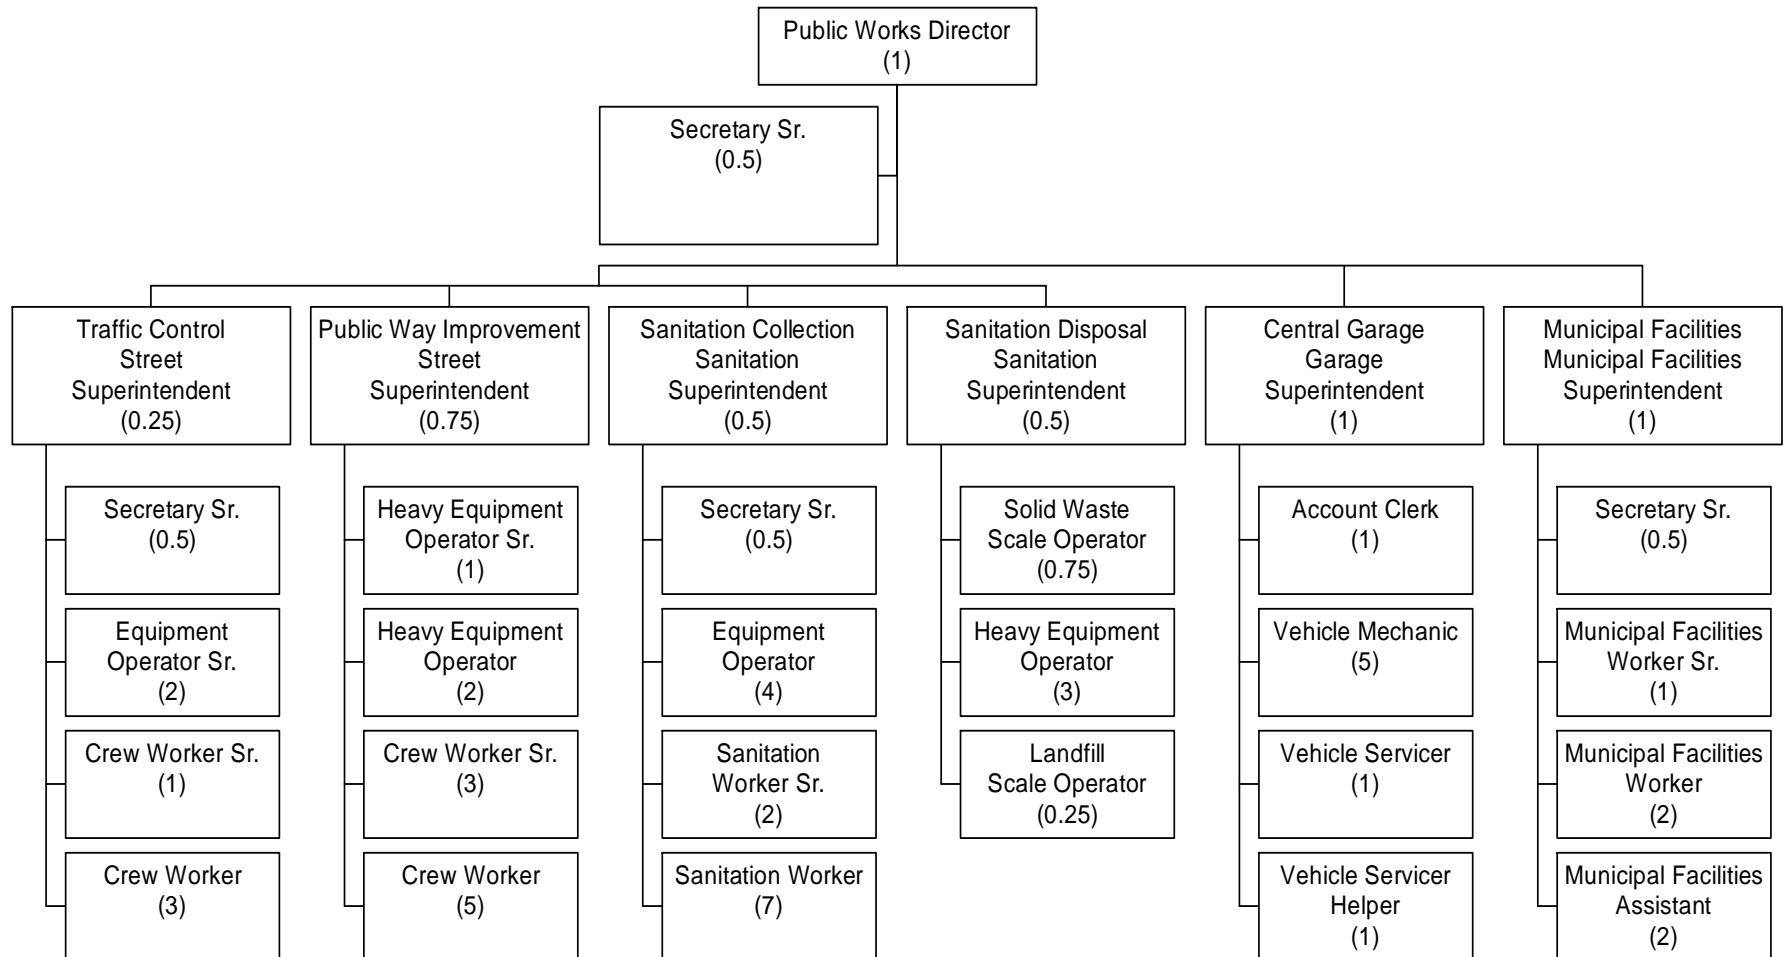 Public Works Director
(1)
Secretary Sr.
(0.5)
Traffic Control
Street
Superintendent
(0.25)
Public Way Improvement
Street
Superintendent
(0.75)
Sanitation Collection
Sanitation
Superintendent
(0.5)
Sanitation Disposal
Sanitation
Superintendent
(0.5)
Central Garage
Garage
Superintendent
(1)
Municipal Facilities
Municipal Facilities
Superintendent
(1)
Secretary Sr.
(0.5)
Equipment
Operator Sr.
(2)
Crew Worker Sr.
(1)
Crew Worker
(3)
Heavy Equipment
Operator Sr.
(1)
Heavy Equipment
Operator
(2)
Crew Worker Sr.
(3)
Crew Worker
(5)
Secretary Sr.
(0.5)
Equipment
Operator
(4)
Sanitation
Worker Sr.
(2)
Sanitation Worker
(7)
Solid Waste
Scale Operator
(0.75)
Heavy Equipment
Operator
(3)
Landfill
Scale Operator
(0.25)
Account Clerk
(1)
Vehicle Mechanic
(5)
Vehicle Servicer
(1)
Vehicle Servicer
Helper
(1)
Secretary Sr.
(0.5)
Municipal Facilities
Worker Sr.
(1)
Municipal Facilities
Worker
(2)
Municipal Facilities
Assistant
(2)